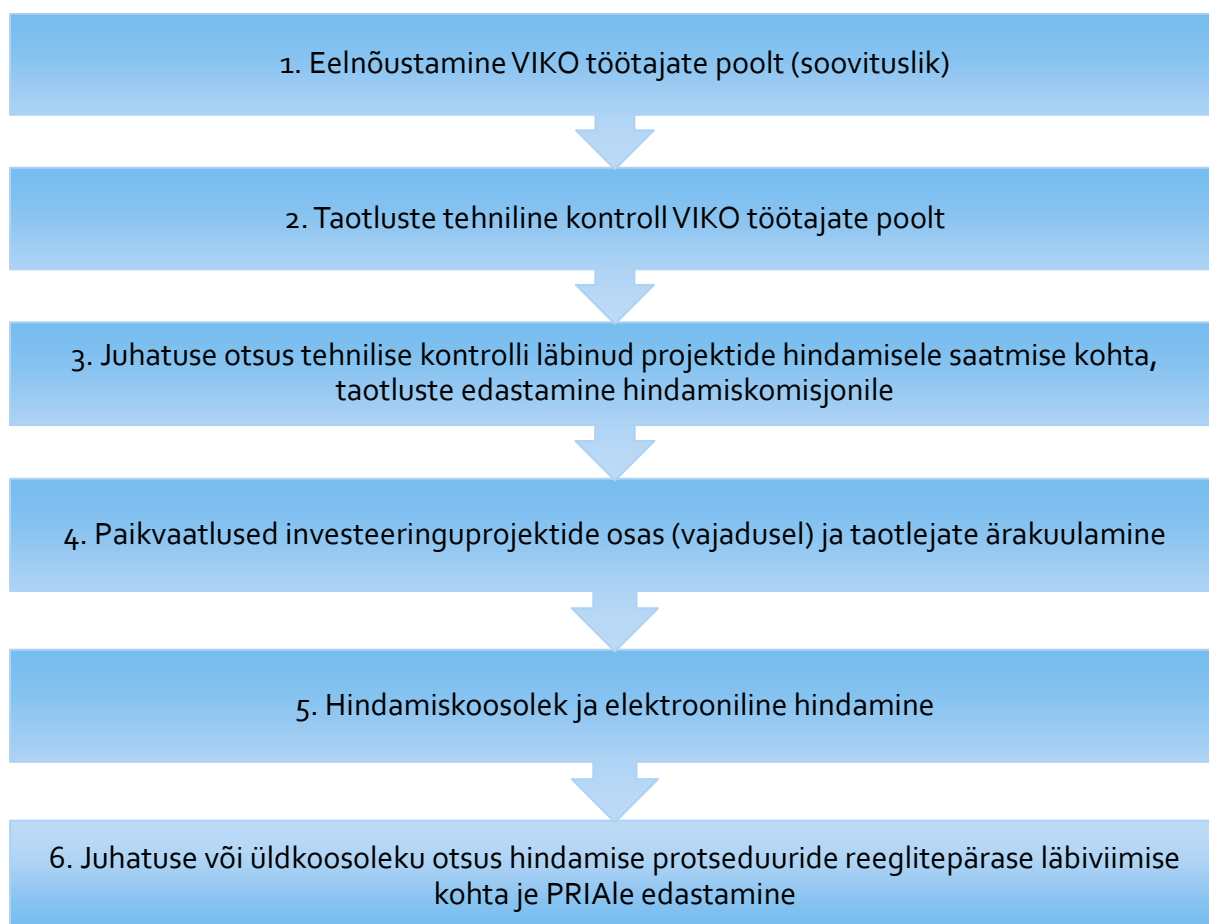 1. Eelnõustamine VIKO töötajate poolt (soovituslik)
2. Taotluste tehniline kontroll VIKO töötajate poolt
3. Juhatuse otsus tehnilise kontrolli läbinud projektide hindamisele saatmise kohta,
taotluste edastamine hindamiskomisjonile
4. Paikvaatlused investeeringuprojektide osas (vajadusel) ja taotlejate ärakuulamine
5. Hindamiskoosolek ja elektrooniline hindamine
6. Juhatuse või üldkoosoleku otsus hindamise protseduuride reeglitepärase läbiviimise
kohta je PRIAle edastamine